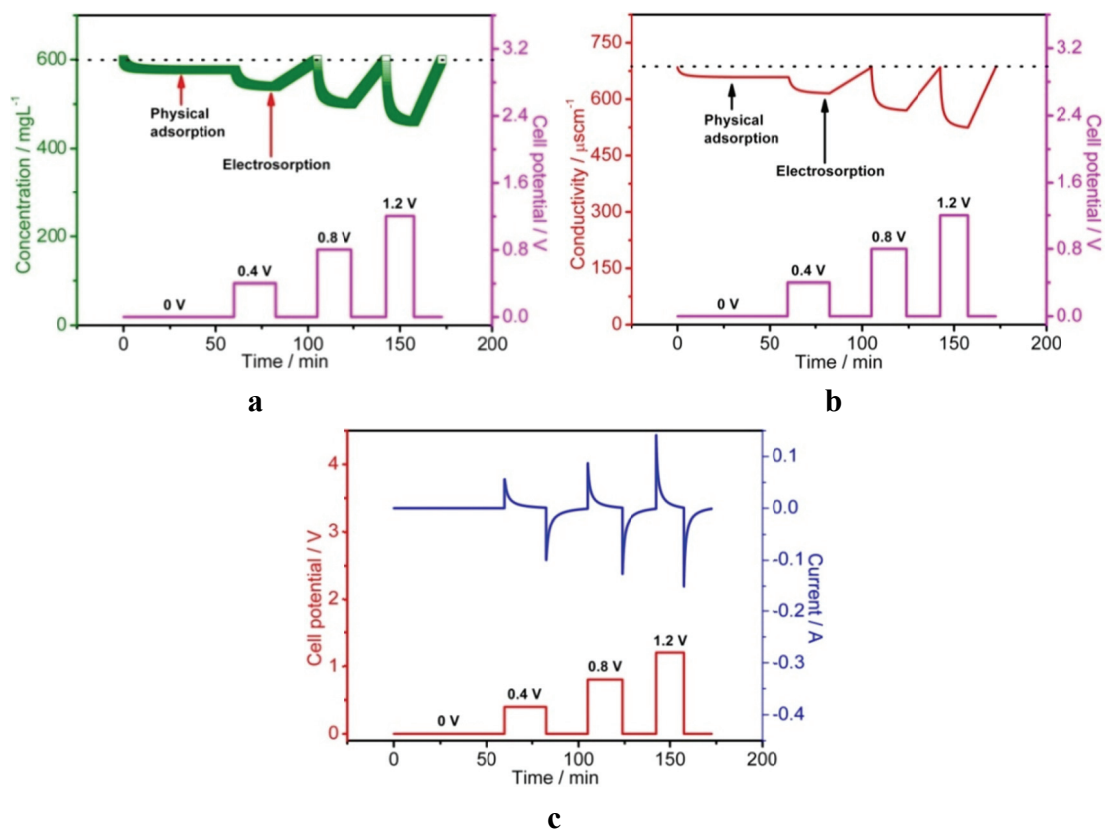 600
400
200
0
Concentration / mgL⁻¹
3.2
2.4
1.6
0.8
0.0
Cell potential / V
Physical
adsorption
Electrosorption
0 V
0.4 V
0.8 V
1.2 V
0
50
100
150
200
Time / min
a
750
600
450
300
150
0
Conductivity / μscm⁻¹
3.2
2.4
1.6
0.8
0.0
Cell potential / V
Physical
adsorption
Electrosorption
0 V
0.4 V
0.8 V
1.2 V
0
50
100
150
200
Time / min
b
4
3
2
1
0
Cell potential / V
0.1
0.0
-0.1
-0.2
-0.3
-0.4
Current / A
0 V
0.4 V
0.8 V
1.2 V
0
50
100
150
200
Time / min
c